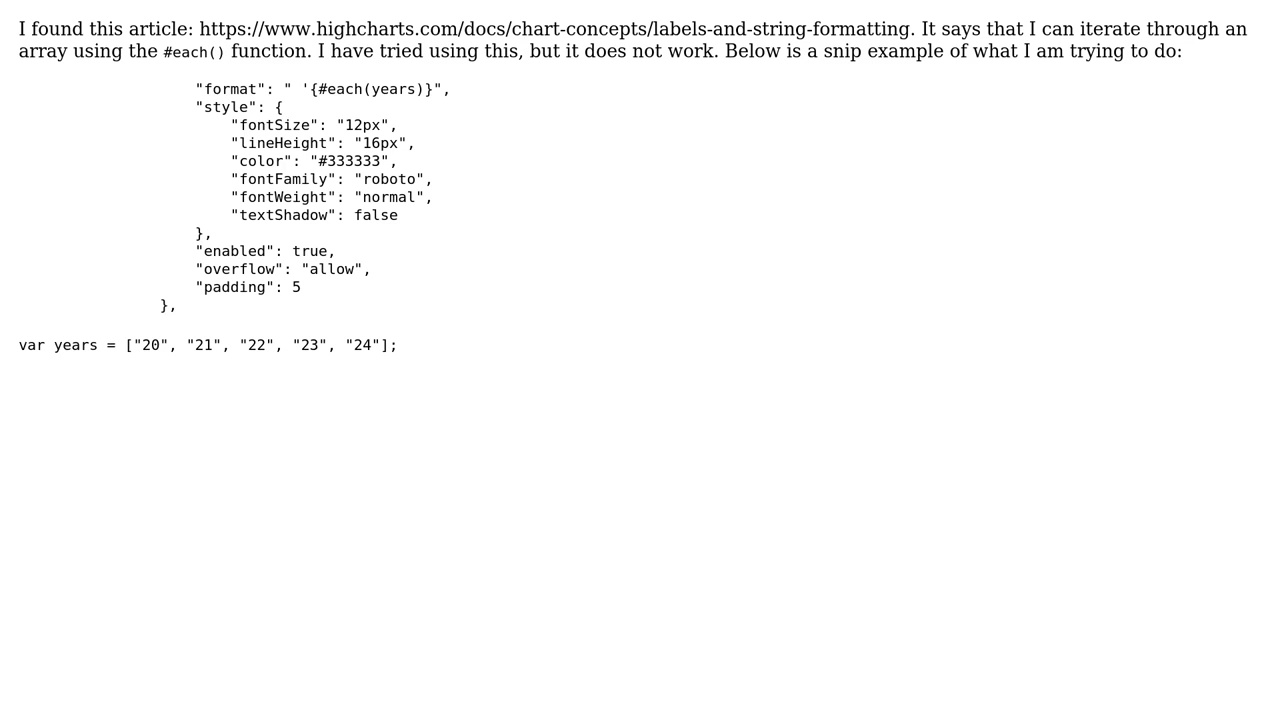 I found this article: https://www.highcharts.com/docs/chart-concepts/labels-and-string-formatting. It says that I can iterate through an
array using the #each() function. I have tried using this, but it does not work. Below is a snip example of what I am trying to do:
"format": " '{#each(years)}",
"style": {
"fontSize": "12px",
"lineHeight": "16px",
"color": "#333333",
"fontFamily": "roboto",
"fontWeight": "normal",
"textShadow": false
},
"enabled": true,
"overflow": "allow",
"padding": 5
},
var years = ["20", "21", "22", "23", "24"];